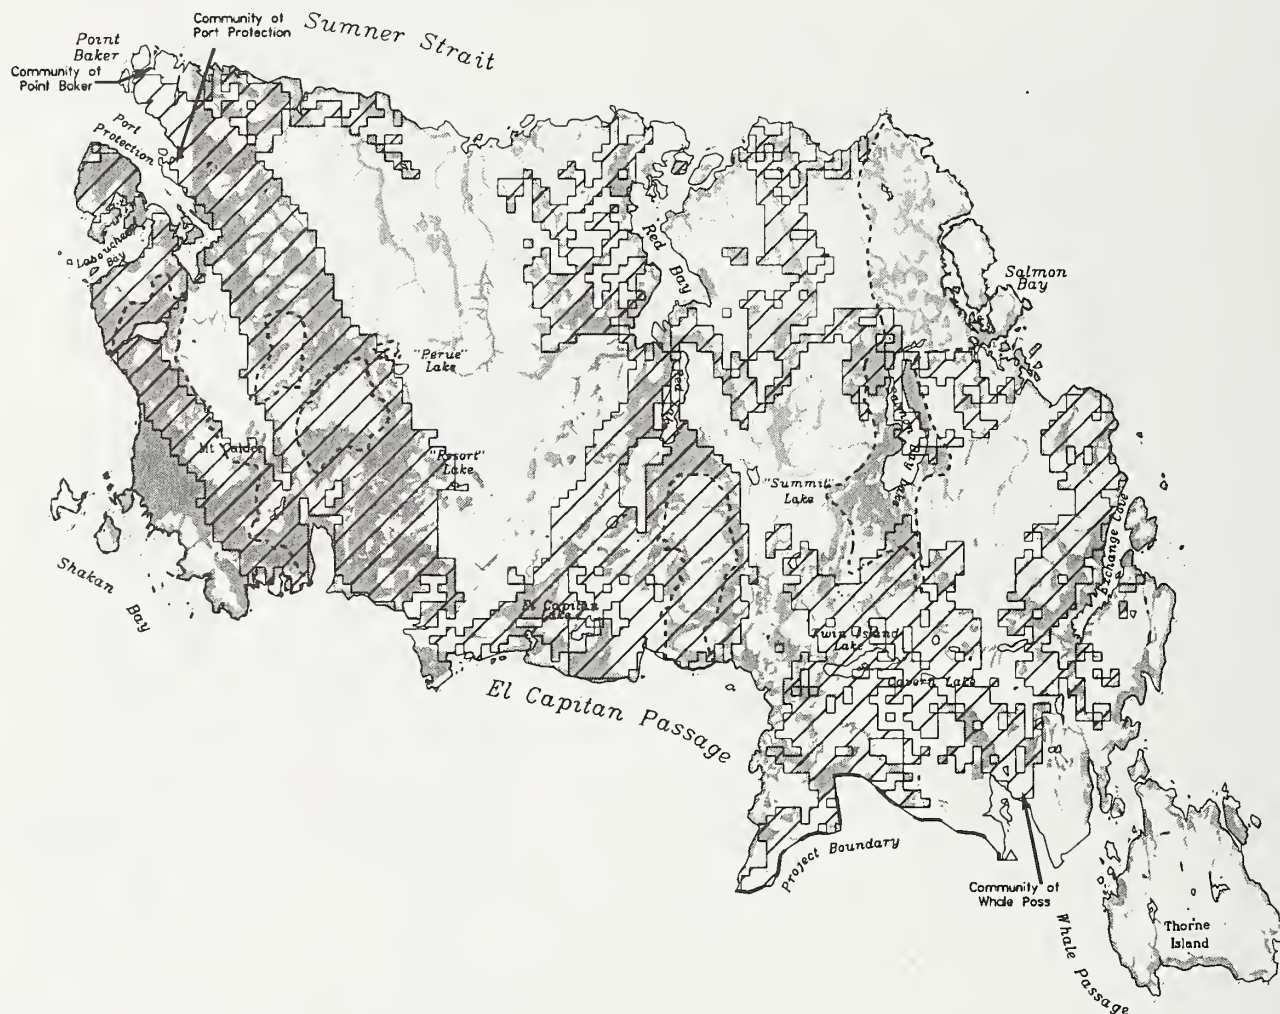 Community of
Port Protection
Sumner Strait
Point
Baker
Community of
Point Baker
Port
Protection
Labouchere
Bay
Red Bay
Salmon
Bay
"Perue"
Lake
Mt Calder
"Resort"
Lake
"Summit"
Lake
Exchange Cove
Shakan Bay
El Capitan
Lake
Twin Island
Lake
Cavern Lake
El Capitan Passage
Project Boundary
Community of
Whale Pass
Whale Passage
Thorne
Island